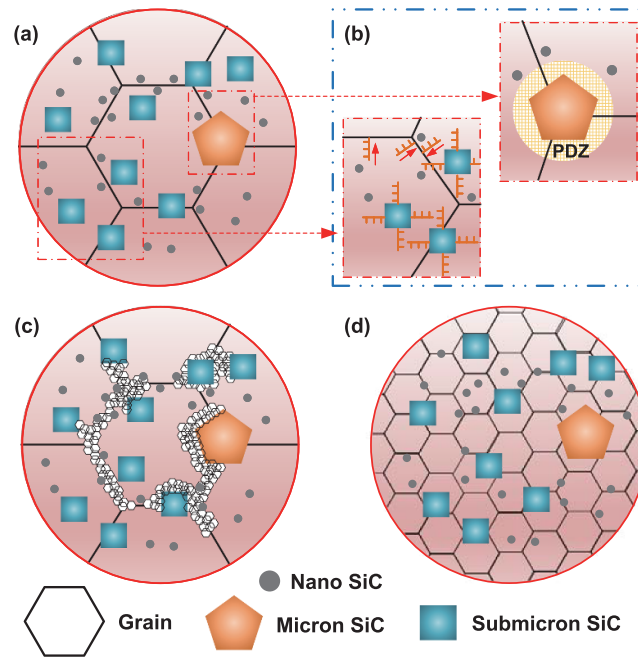 (a)
(b)
PDZ
(c)
(d)
Nano SiC
Grain
Micron SiC
Submicron SiC